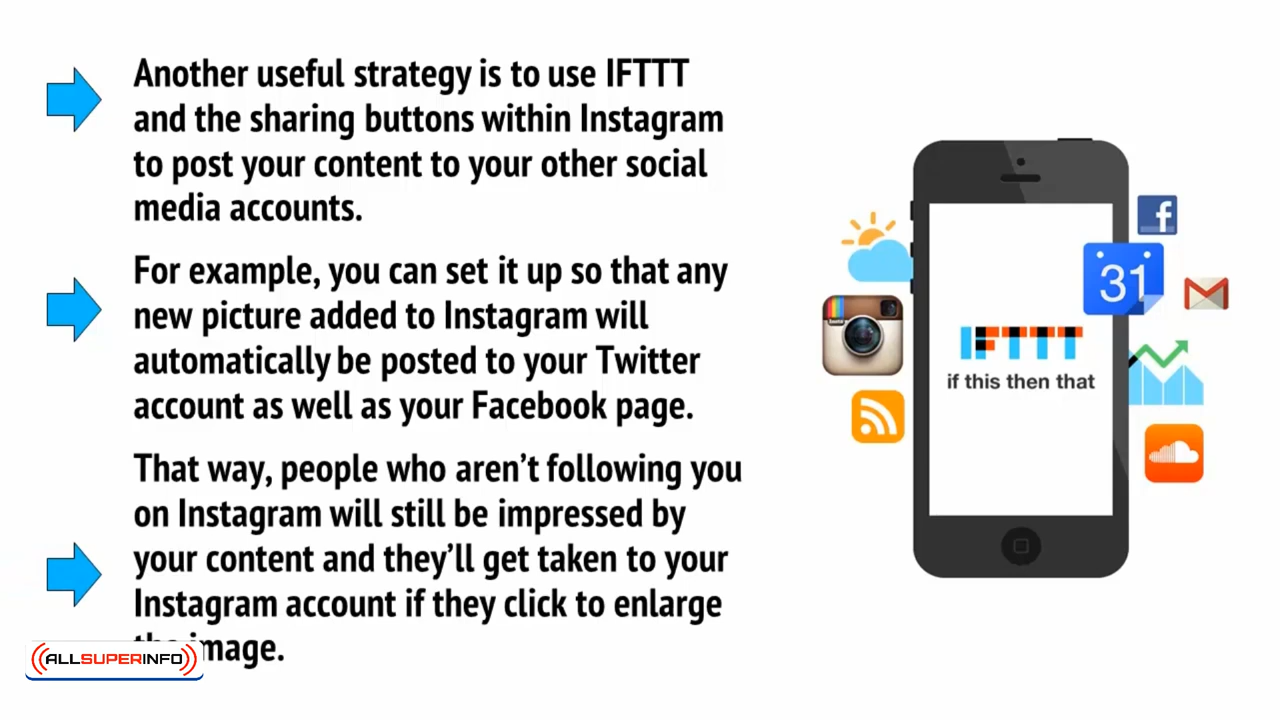 Another useful strategy is to use IFTTT
and the sharing buttons within Instagram
to post your content to your other social
media accounts.
For example, you can set it up so that any
new picture added to Instagram will
automatically be posted to your Twitter
account as well as your Facebook page.
That way, people who aren’t following you
on Instagram will still be impressed by
your content and they’ll get taken to your
Instagram account if they click to enlarge
the image.
ALLSUPERINFO
f
31
M
IFTTT
if this then that